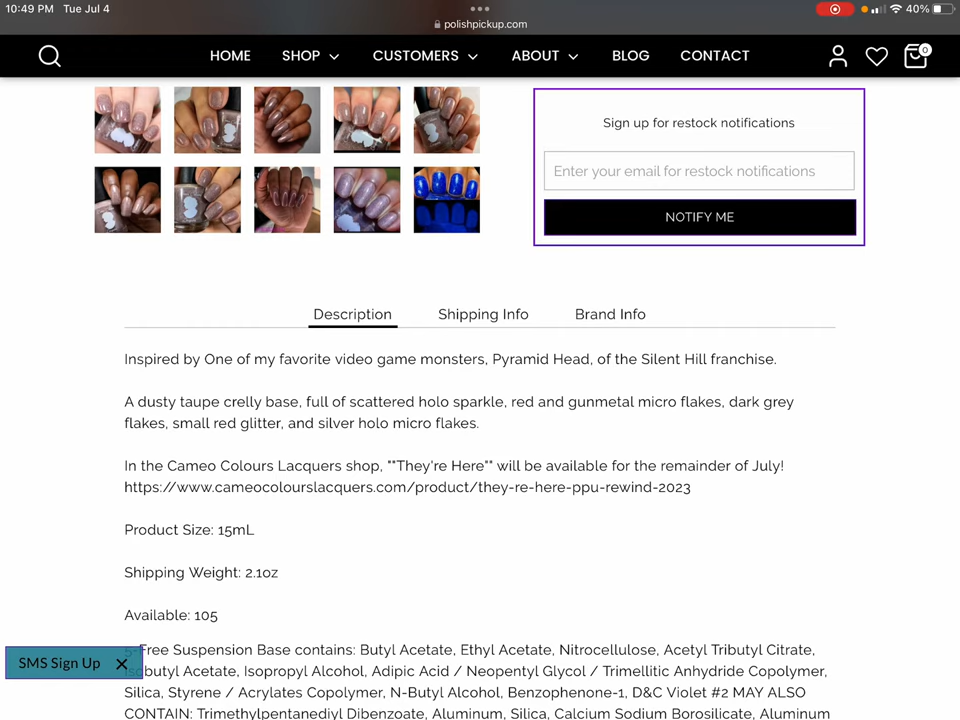 10:49 PM Tue Jul 4
40%
polishpickup.com
HOME SHOP CUSTOMERS ABOUT BLOG CONTACT
0
Sign up for restock notifications
Enter your email for restock notifications
NOTIFY ME
Description Shipping Info Brand Info
Inspired by One of my favorite video game monsters, Pyramid Head, of the Silent Hill franchise.
A dusty taupe crelly base, full of scattered holo sparkle, red and gunmetal micro flakes, dark grey
flakes, small red glitter, and silver holo micro flakes.
In the Cameo Colours Lacquers shop, ""They're Here"" will be available for the remainder of July!
https://www.cameocolourslacquers.com/product/they-re-here-ppu-rewind-2023
Product Size: 15mL
Shipping Weight: 2.1oz
Available: 105
5-Free Suspension Base contains: Butyl Acetate, Ethyl Acetate, Nitrocellulose, Acetyl Tributyl Citrate,
SMS Sign Up ×
Isobutyl Acetate, Isopropyl Alcohol, Adipic Acid / Neopentyl Glycol / Trimellitic Anhydride Copolymer,
Silica, Styrene / Acrylates Copolymer, N-Butyl Alcohol, Benzophenone-1, D&C Violet #2 MAY ALSO
CONTAIN: Trimethylpentanediyl Dibenzoate, Aluminum, Silica, Calcium Sodium Borosilicate, Aluminum